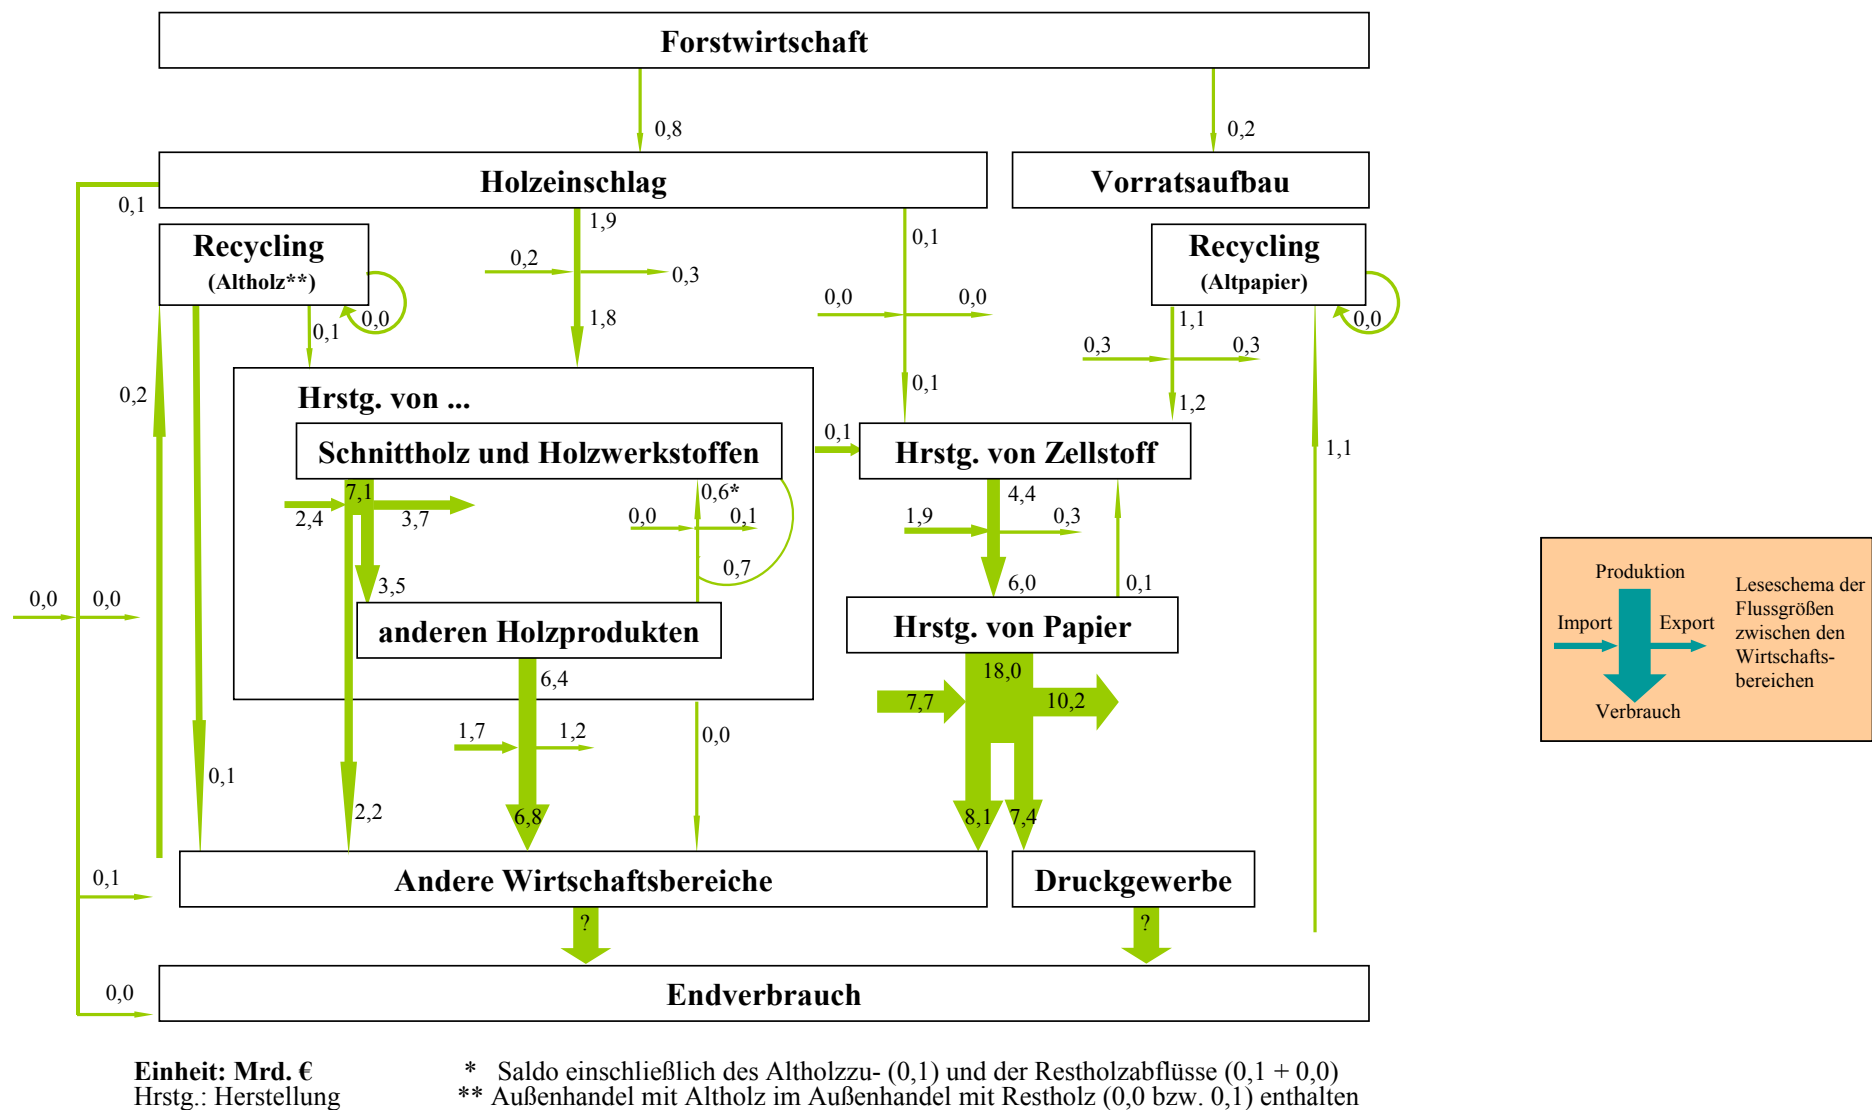 Forstwirtschaft
0,8
0,2
Holzeinschlag
Vorratsaufbau
0,1
1,9
0,1
Recycling
(Altholz**)
0,2
0,3
Recycling
(Altpapier)
0,0
0,0
0,0
0,1
1,8
1,1
0,0
0,3
0,3
0,2
0,1
1,2
Hrstg. von ...
0,1
1,1
Schnittholz und Holzwerkstoffen
Hrstg. von Zellstoff
7,1
0,6*
4,4
2,4
3,7
0,0
0,1
1,9
0,3
0,7
3,5
6,0
0,1
0,0
0,0
anderen Holzprodukten
Hrstg. von Papier
6,4
18,0
7,7
10,2
1,7
1,2
0,0
0,1
2,2
6,8
8,1
7,4
0,1
Andere Wirtschaftsbereiche
Druckgewerbe
?
?
0,0
Endverbrauch
Produktion
Import
Export
Verbrauch
Leseschema der
Flussgrößen
zwischen den
Wirtschafts-
bereichen
Einheit: Mrd. €
* Saldo einschließlich des Altholzzu- (0,1) und der Restholzabflüsse (0,1 + 0,0)
Hrstg.: Herstellung
** Außenhandel mit Altholz im Außenhandel mit Restholz (0,0 bzw. 0,1) enthalten